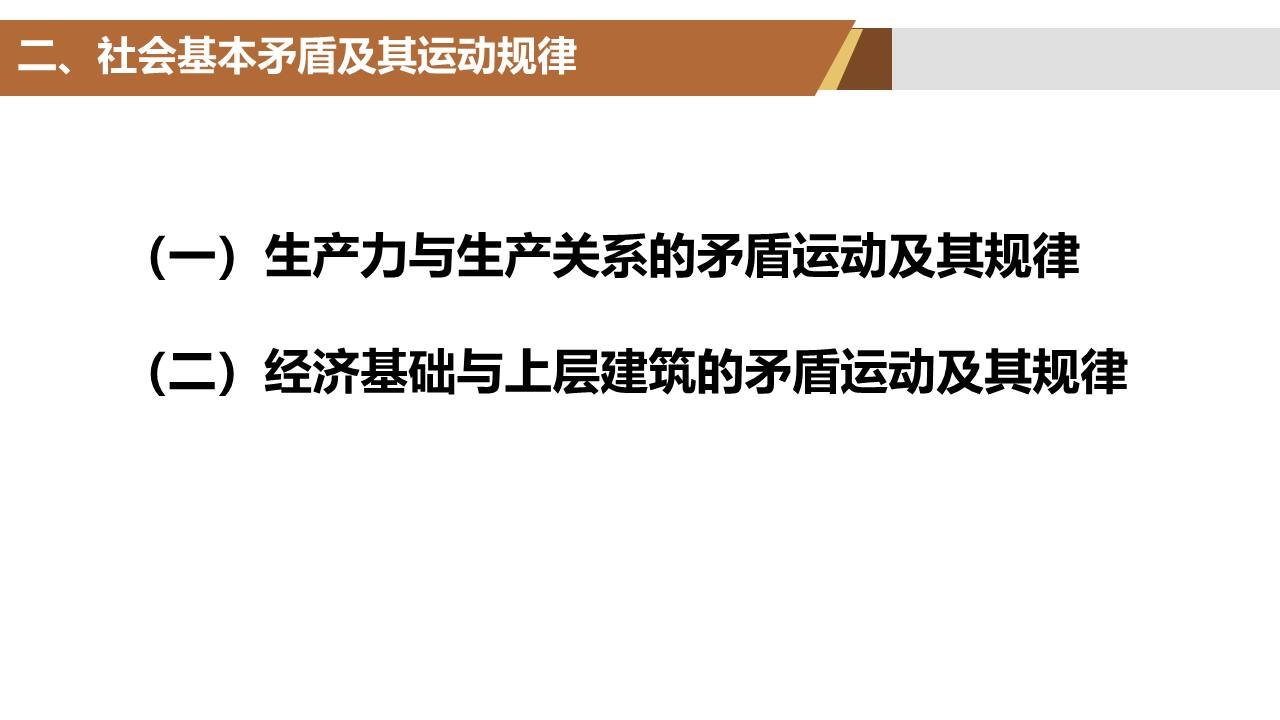 二、社会基本矛盾及其运动规律
（一）生产力与生产关系的矛盾运动及其规律
（二）经济基础与上层建筑的矛盾运动及其规律